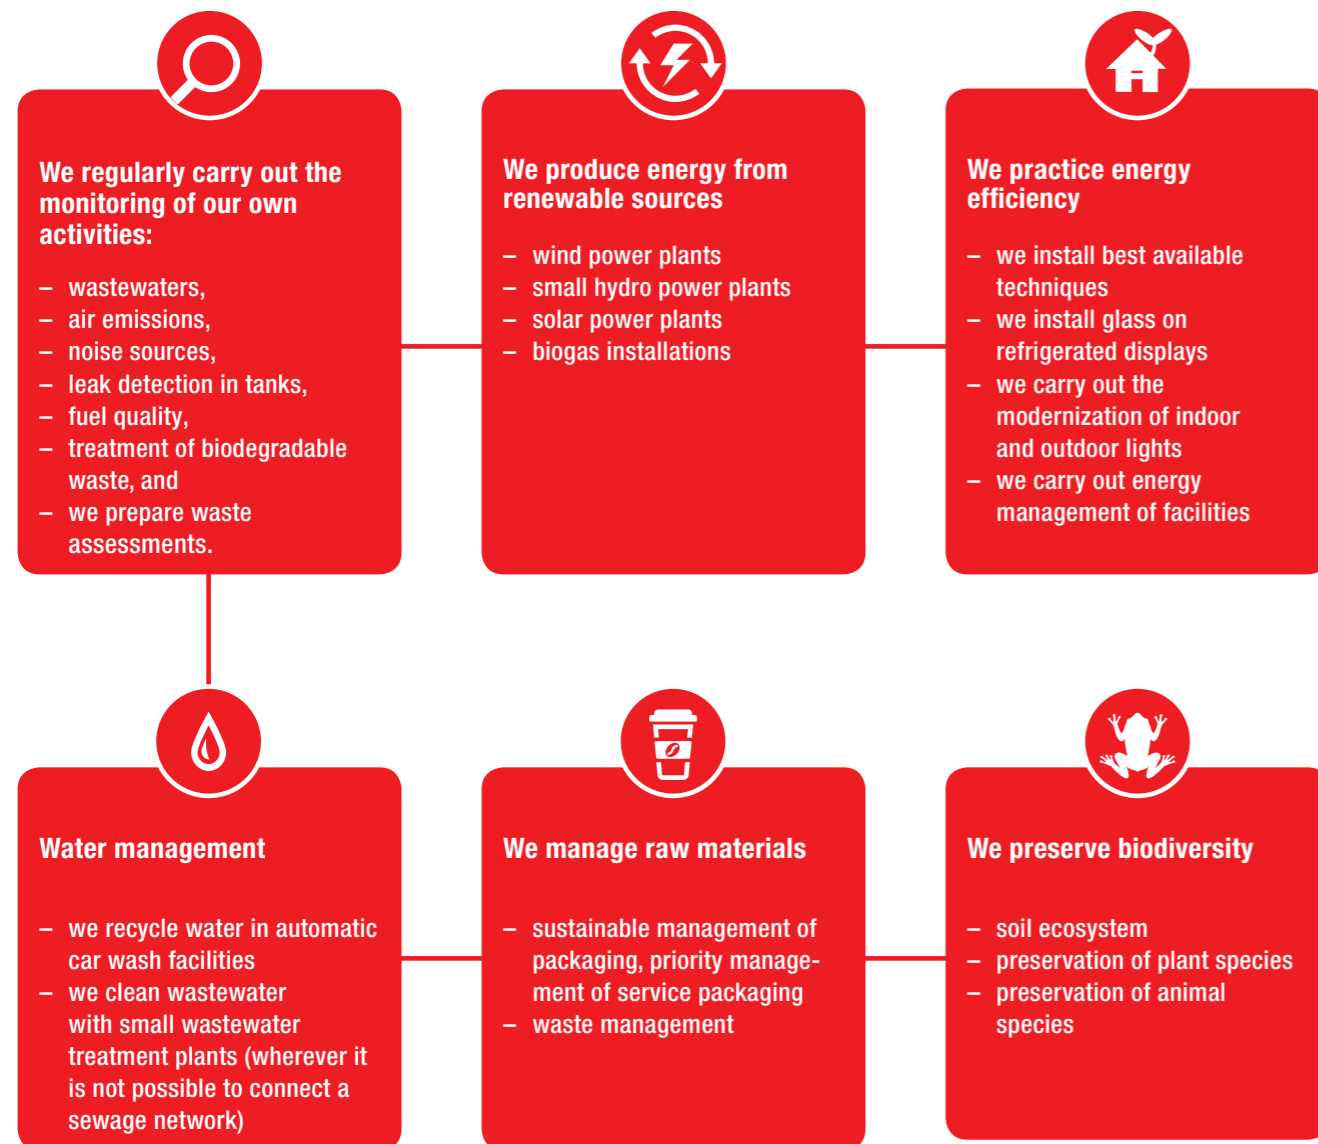 We regularly carry out the
monitoring of our own
activities:
– wastewaters,
– air emissions,
– noise sources,
– leak detection in tanks,
– fuel quality,
– treatment of biodegradable
waste, and
– we prepare waste
assessments.
We produce energy from
renewable sources
– wind power plants
– small hydro power plants
– solar power plants
– biogas installations
We practice energy
efficiency
– we install best available
techniques
– we install glass on
refrigerated displays
– we carry out the
modernization of indoor
and outdoor lights
– we carry out energy
management of facilities
Water management
– we recycle water in automatic
car wash facilities
– we clean wastewater
with small wastewater
treatment plants (wherever it
is not possible to connect a
sewage network)
We manage raw materials
– sustainable management of
packaging, priority manage-
ment of service packaging
– waste management
We preserve biodiversity
– soil ecosystem
– preservation of plant species
– preservation of animal
species